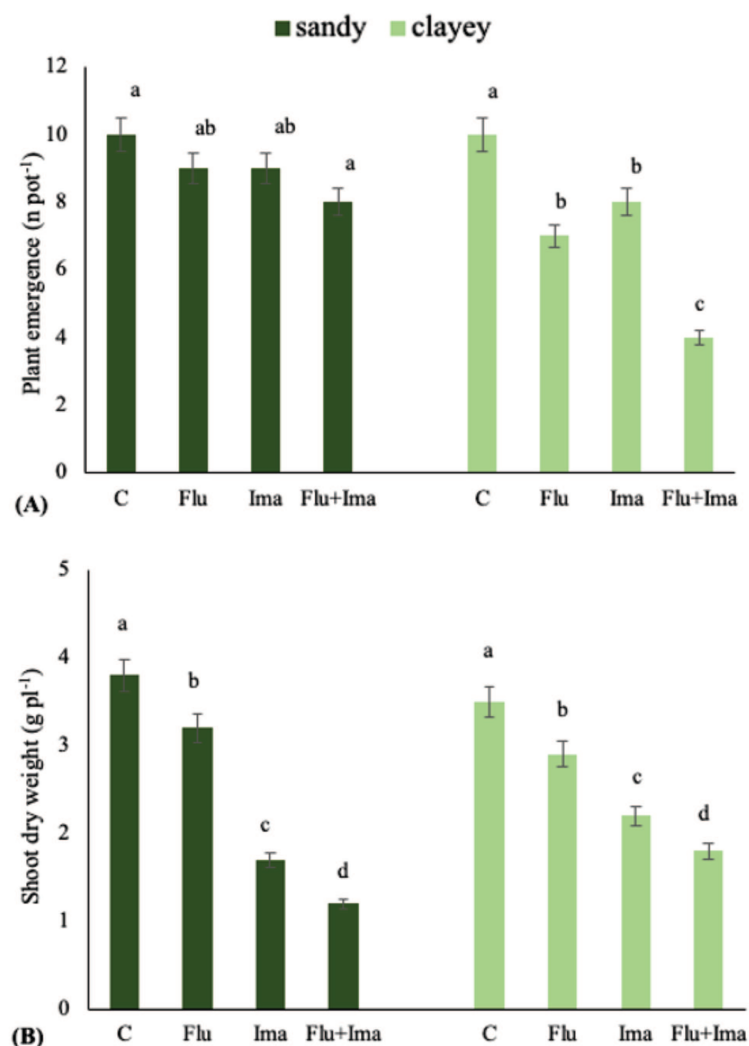 sandy clayey
12
10
8
6
4
2
0
Plant emergence (n pot-1)
a ab ab a a b b c
C Flu Ima Flu+Ima C Flu Ima Flu+Ima
(A)
5
4
3
2
1
0
Shoot dry weight (g pl-1)
a b c d a b c d
C Flu Ima Flu+Ima C Flu Ima Flu+Ima
(B)